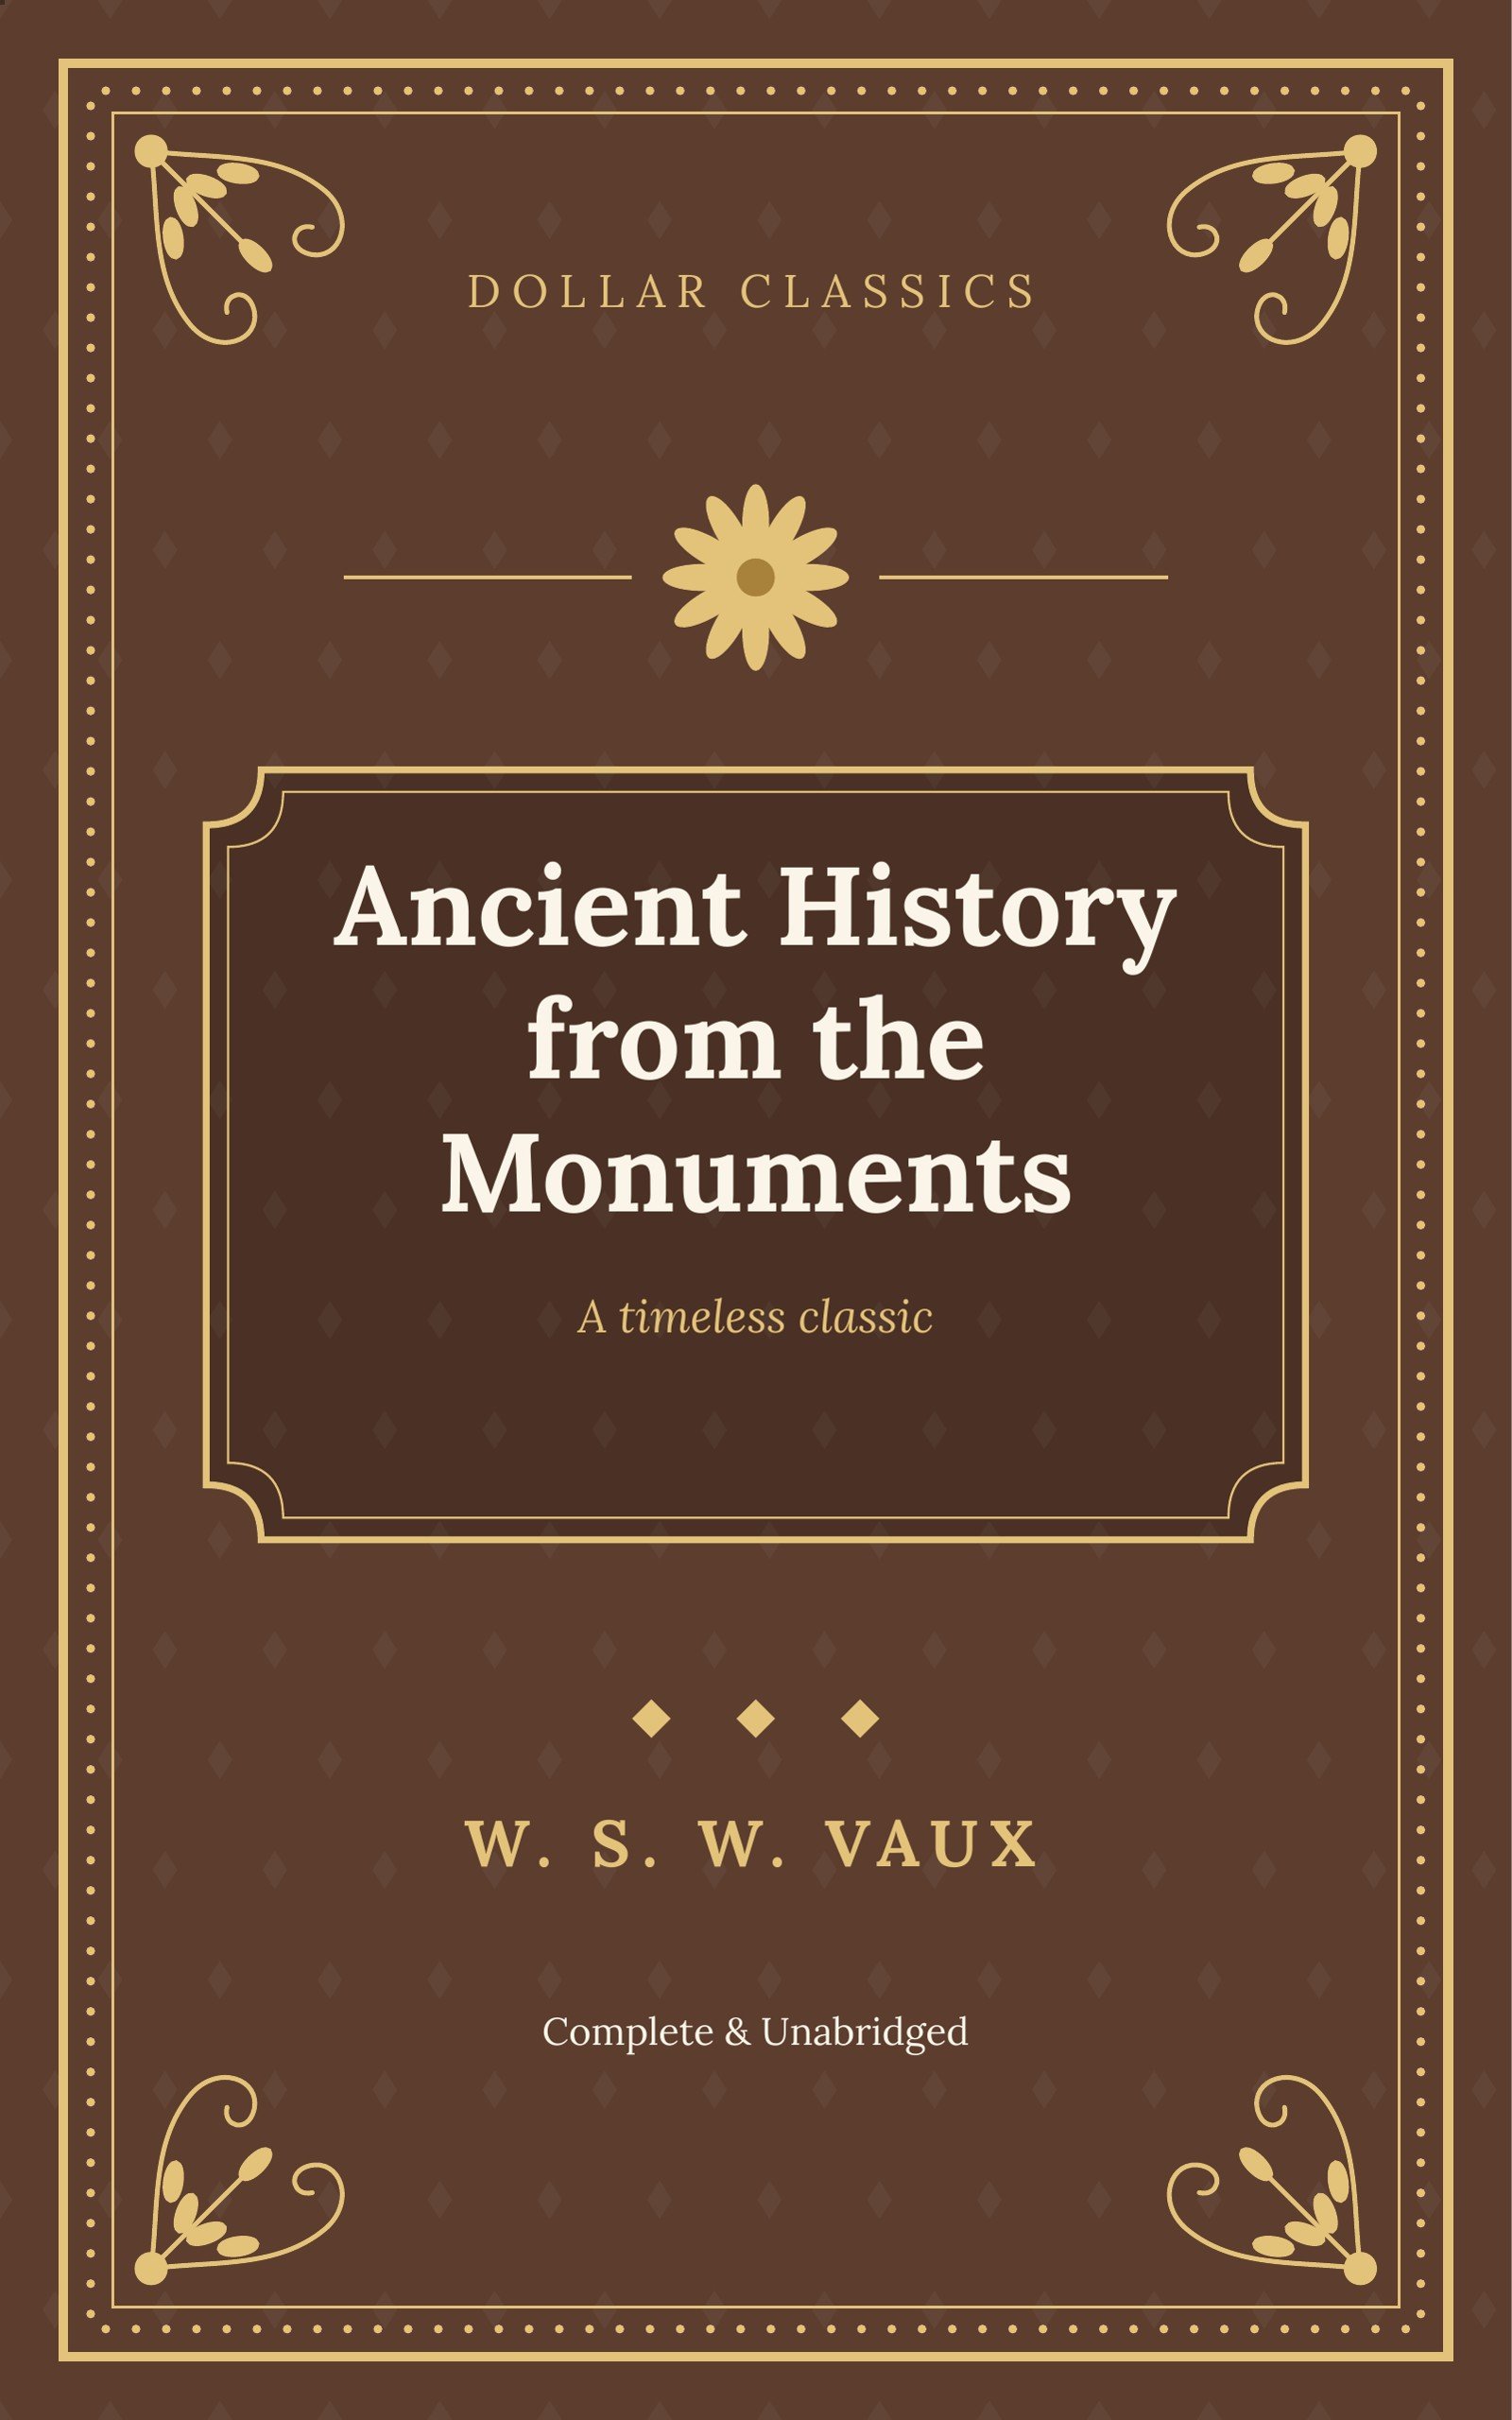 DOLLAR CLASSICS
Ancient History
from the
Monuments
A timeless classic
W. S. W. VAUX
Complete & Unabridged